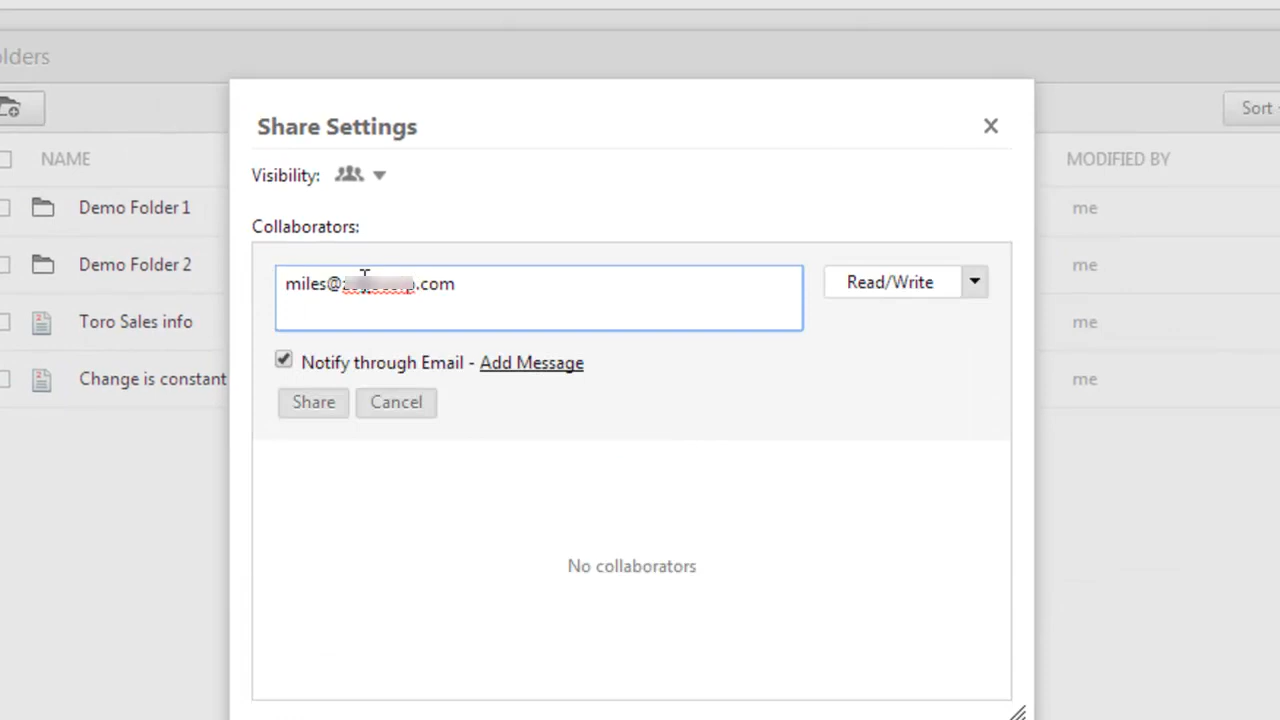 olders
Share Settings
Sort
Visibility:
NAME
MODIFIED BY
Collaborators:
Demo Folder 1
me
miles@ .com
Read/Write
Demo Folder 2
me
Toro Sales info
me
Notify through Email - Add Message
Change is constant
me
Share
Cancel
No collaborators